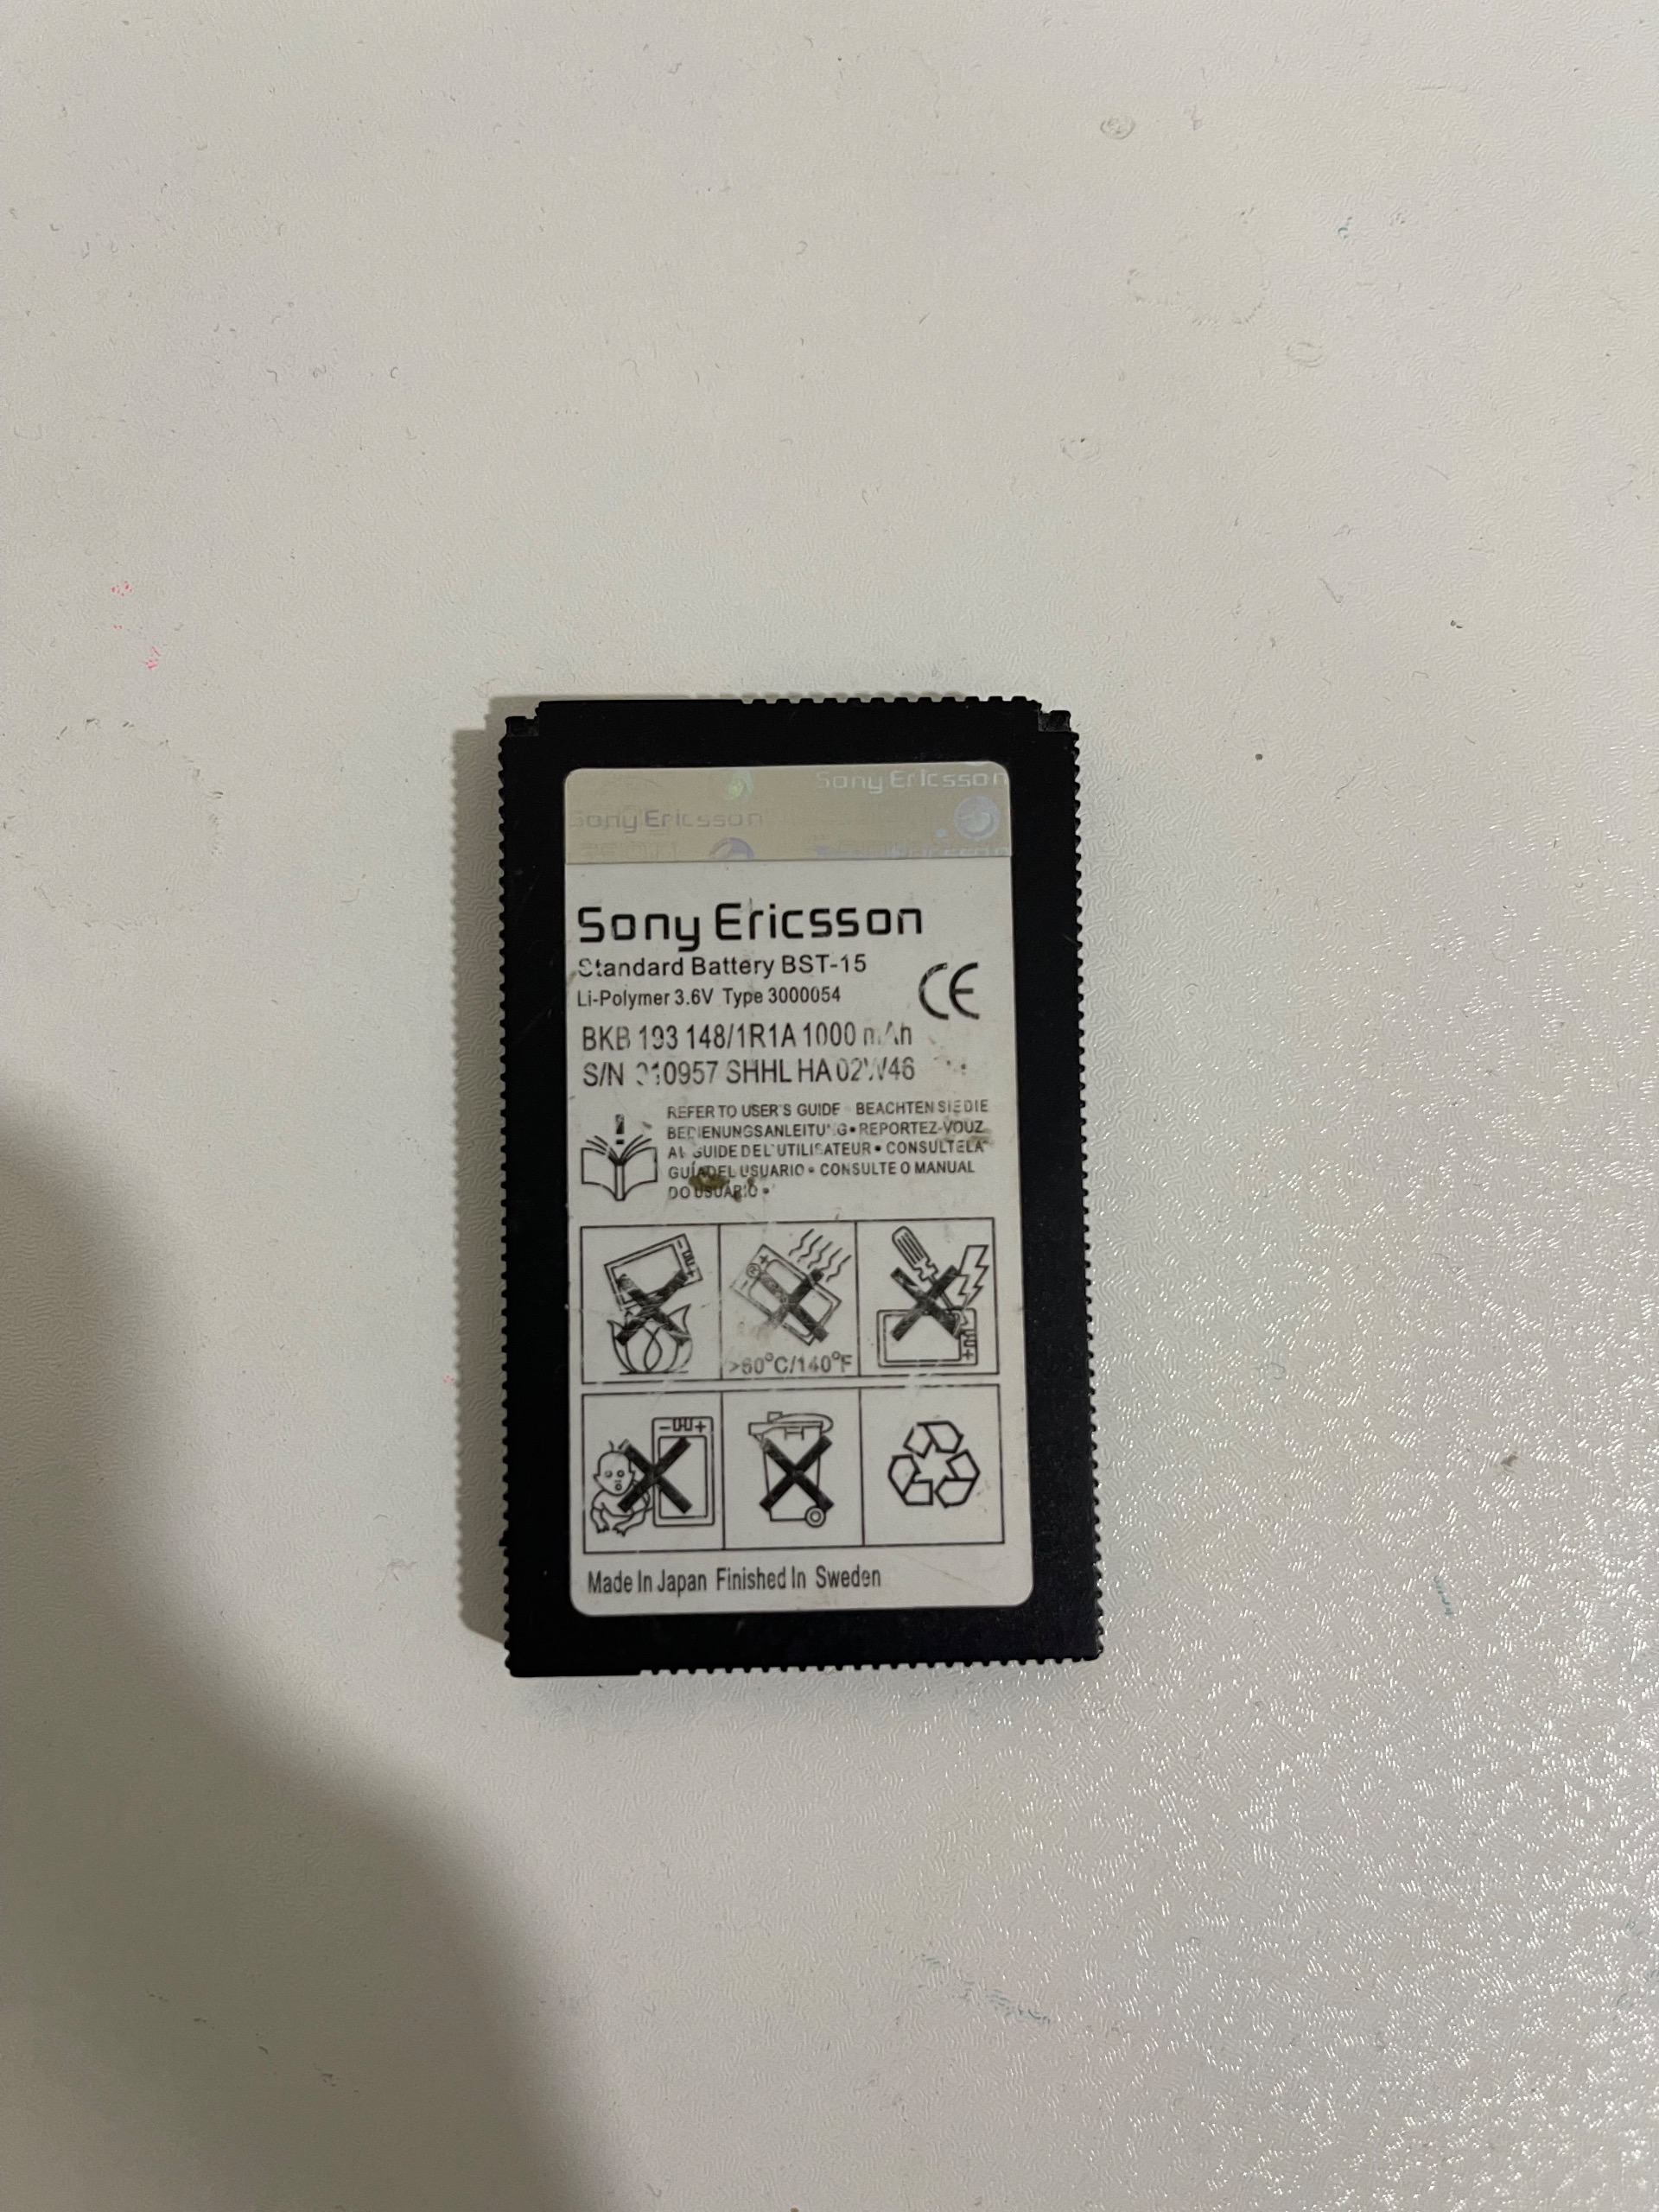 Sony Ericsson
Sony Ericsson
Sony Ericsson
Sony Ericsson
Standard Battery BST-15
Li-Polymer 3.6V Type 3000054
CE
BKB 193 148/1R1A 1000 mAh
S/N 310957 SHHL HA 02W46
REFER TO USER'S GUIDE • BEACHTEN SIE DIE
BEDIENUNGSANLEITUNG • REPORTEZ-VOUZ
AU GUIDE DE L'UTILISATEUR • CONSULTE LA
GUÍA DEL USUARIO • CONSULTE O MANUAL
DO USUARIO •
>60°C/140°F
Made In Japan Finished In Sweden